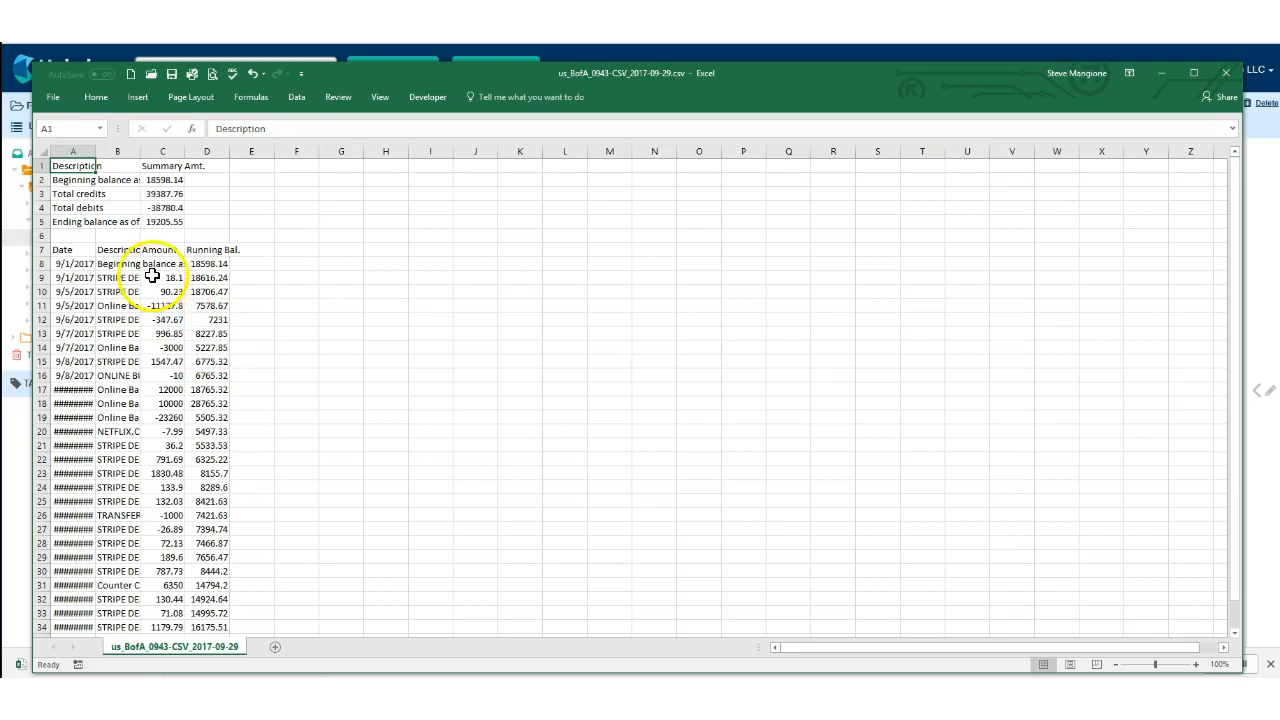 AutoSave Off
us_BofA_0943-CSV_2017-09-29.csv - Excel
Steve Mangione
LLC
File Home Insert Page Layout Formulas Data Review View Developer Tell me what you want to do Share
Delete
A1 fx Description
A B C D E F G H I J K L M N O P Q R S T U V W X Y Z
1 Description Summary Amt.
2 Beginning balance as 18598.14
3 Total credits 39387.76
4 Total debits -38780.4
5 Ending balance as of 19205.55
6
7 Date Descriptic Amount Running Bal.
8 9/1/2017 Beginning balance a 18598.14
9 9/1/2017 STRIPE DE 18.1 18616.24
10 9/5/2017 STRIPE DE 90.23 18706.47
11 9/5/2017 Online Ba -11127.8 7578.67
12 9/6/2017 STRIPE DE -347.67 7231
13 9/7/2017 STRIPE DE 996.85 8227.85
14 9/7/2017 Online Ba -3000 5227.85
15 9/8/2017 STRIPE DE 1547.47 6775.32
16 9/8/2017 ONLINE BU -10 6765.32
17 ######## Online Ba 12000 18765.32
18 ######## Online Ba 10000 28765.32
19 ######## Online Ba -23260 5505.32
20 ######## NETFLIX.C -7.99 5497.33
21 ######## STRIPE DE 36.2 5533.53
22 ######## STRIPE DE 791.69 6325.22
23 ######## STRIPE DE 1830.48 8155.7
24 ######## STRIPE DE 133.9 8289.6
25 ######## STRIPE DE 132.03 8421.63
26 ######## TRANSFER -1000 7421.63
27 ######## STRIPE DE -26.89 7394.74
28 ######## STRIPE DE 72.13 7466.87
29 ######## STRIPE DE 189.6 7656.47
30 ######## STRIPE DE 787.73 8444.2
31 ######## Counter C 6350 14794.2
32 ######## STRIPE DE 130.44 14924.64
33 ######## STRIPE DE 71.08 14995.72
34 ######## STRIPE DE 1179.79 16175.51
us_BofA_0943-CSV_2017-09-29
Ready 100%